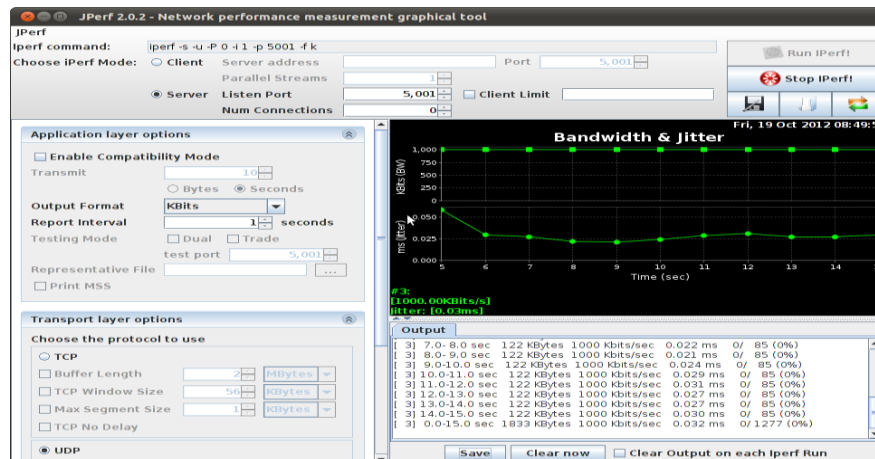 JPerf 2.0.2 - Network performance measurement graphical tool
JPerf
Iperf command: iperf -s -u -P 0 -i 1 -p 5001 -f k
Choose iPerf Mode: Client Server address Port 5,001
Parallel Streams 1
Server Listen Port 5,001 Client Limit
Num Connections 0
Run IPerf!
Stop IPerf!
Application layer options
Enable Compatibility Mode
Transmit 10
Bytes Seconds
Output Format KBits
Report Interval 1 seconds
Testing Mode Dual Trade
test port 5,001
Representative File ...
Print MSS
Transport layer options
Choose the protocol to use
TCP
Buffer Length 2 MBytes
TCP Window Size 56 KBytes
Max Segment Size 1 KBytes
TCP No Delay
UDP
Fri, 19 Oct 2012 08:49:5
Bandwidth & Jitter
KBits (BW)
1,000
750
500
250
0
ms (Jitter)
0.050
0.025
0.000
5 6 7 8 9 10 11 12 13 14
Time (sec)
#3:
[1000.00KBits/s]
Jitter: [0.03ms]
Output
[ 3] 7.0- 8.0 sec 122 KBytes 1000 Kbits/sec 0.022 ms 0/ 85 (0%)
[ 3] 8.0- 9.0 sec 122 KBytes 1000 Kbits/sec 0.021 ms 0/ 85 (0%)
[ 3] 9.0-10.0 sec 122 KBytes 1000 Kbits/sec 0.024 ms 0/ 85 (0%)
[ 3] 10.0-11.0 sec 122 KBytes 1000 Kbits/sec 0.029 ms 0/ 85 (0%)
[ 3] 11.0-12.0 sec 122 KBytes 1000 Kbits/sec 0.031 ms 0/ 85 (0%)
[ 3] 12.0-13.0 sec 122 KBytes 1000 Kbits/sec 0.027 ms 0/ 85 (0%)
[ 3] 13.0-14.0 sec 122 KBytes 1000 Kbits/sec 0.027 ms 0/ 85 (0%)
[ 3] 14.0-15.0 sec 122 KBytes 1000 Kbits/sec 0.030 ms 0/ 85 (0%)
[ 3] 0.0-15.0 sec 1833 KBytes 1000 Kbits/sec 0.032 ms 0/ 1277 (0%)
Save Clear now Clear Output on each Iperf Run